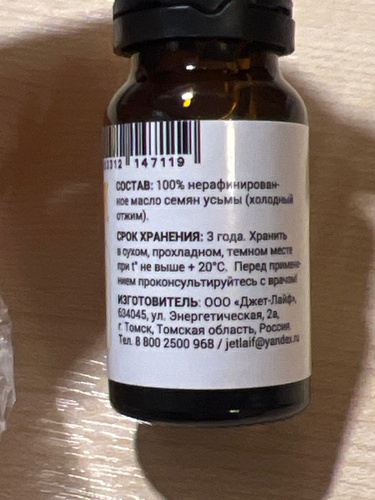 3312 147119
СОСТАВ: 100% нерафинирован-
ное масло семян усьмы (холодный
отжим).
СРОК ХРАНЕНИЯ: 3 года. Хранить
в сухом, прохладном, темном месте
при t° не выше + 20°С. Перед примене-
нием проконсультируйтесь с врачом!
ИЗГОТОВИТЕЛЬ: ООО «Джет-Лайф»,
634045, ул. Энергетическая, 2а,
г. Томск, Томская область, Россия.
Тел. 8 800 2500 968 / jetlaif@yandex.ru